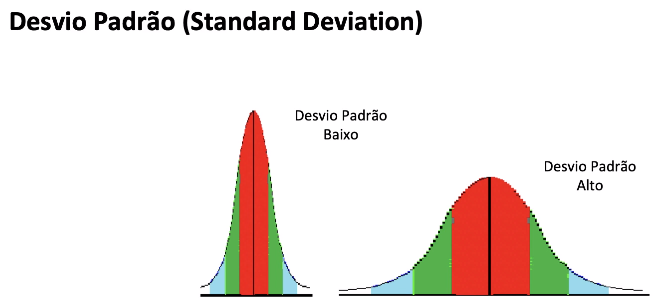 Desvio Padrão (Standard Deviation)
Desvio Padrão
Baixo
Desvio Padrão
Alto